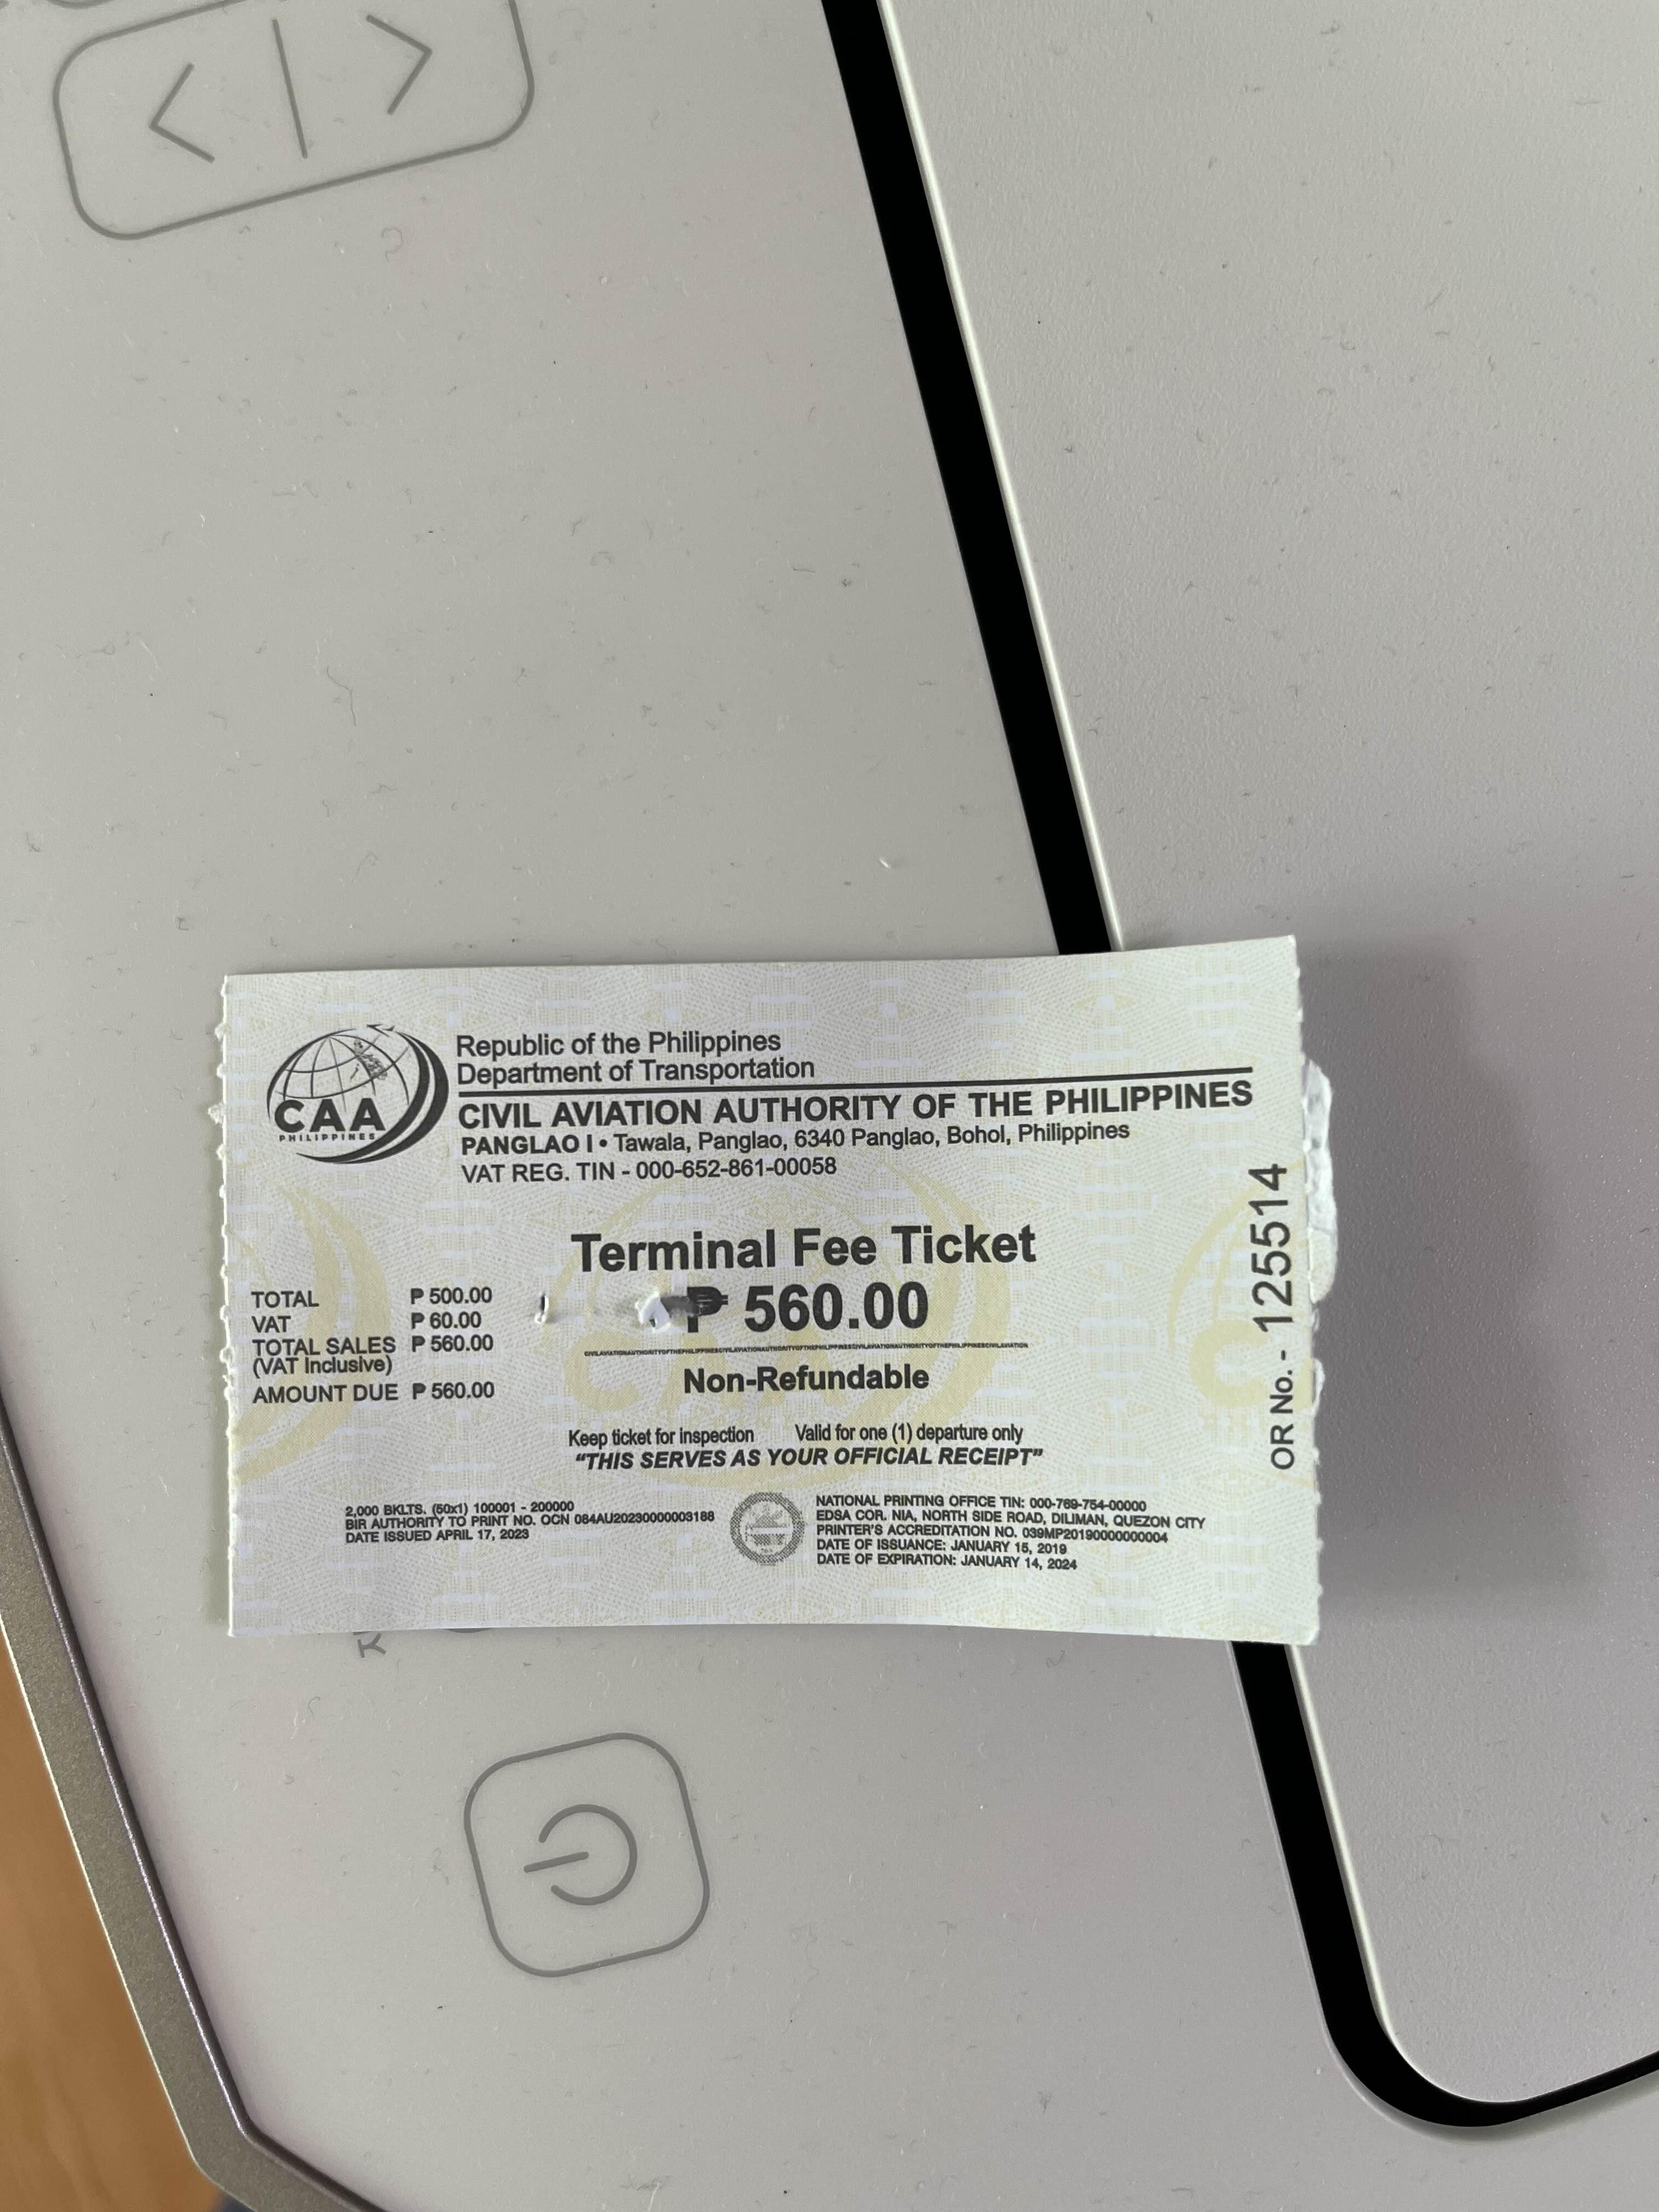 CAA
PHILIPPINES
Republic of the Philippines
Department of Transportation
CIVIL AVIATION AUTHORITY OF THE PHILIPPINES
PANGLAO I • Tawala, Panglao, 6340 Panglao, Bohol, Philippines
VAT REG. TIN - 000-652-861-00058
Terminal Fee Ticket
₱ 560.00
CIVILAVIATIONAUTHORITYOFTHEPHILIPPINESCIVILAVIATIONAUTHORITYOFTHEPHILIPPINESCIVILAVIATIONAUTHORITYOFTHEPHILIPPINESCIVILAVIATION
Non-Refundable
TOTAL ₱ 500.00
VAT ₱ 60.00
TOTAL SALES ₱ 560.00
(VAT Inclusive)
AMOUNT DUE ₱ 560.00
Keep ticket for inspection Valid for one (1) departure only
“THIS SERVES AS YOUR OFFICIAL RECEIPT”
2,000 BKLTS. (50x1) 100001 - 200000
BIR AUTHORITY TO PRINT NO. OCN 084AU20230000003188
DATE ISSUED APRIL 17, 2023
NATIONAL PRINTING OFFICE TIN: 000-769-754-00000
EDSA COR. NIA, NORTH SIDE ROAD, DILIMAN, QUEZON CITY
PRINTER'S ACCREDITATION NO. 039MP20190000000004
DATE OF ISSUANCE: JANUARY 15, 2019
DATE OF EXPIRATION: JANUARY 14, 2024
OR No. - 125514